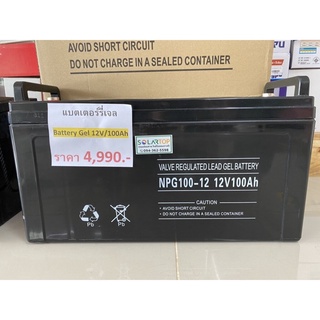 AVOID SHORT CIRCUIT
DO NOT CHARGE IN A SEALED CONTAINER
แบตเตอร์รี่เจล
Battery Gel 12V/100Ah
ราคา 4,990.-
SOLARTOP
VALVE REGULATED LEAD GEL BATTERY
NPG100-12 12V100Ah
CAUTION:
AVOID SHORT CIRCUIT
DO NOT CHARGE IN A SEALED CONTAINER
Pb
Pb